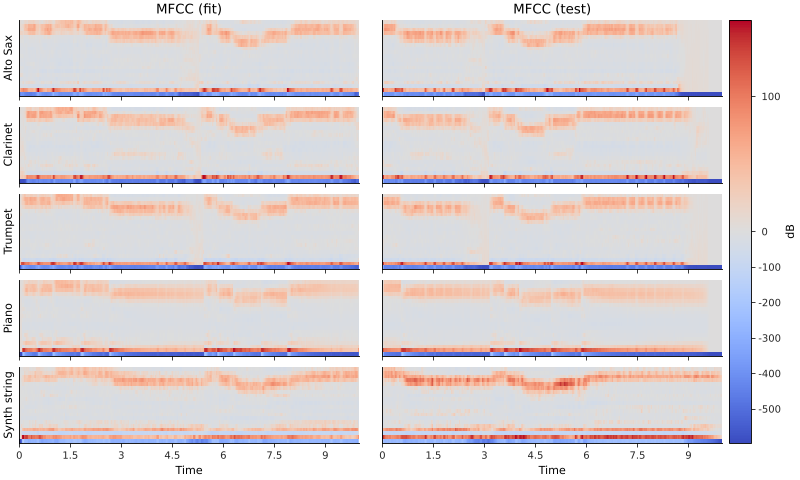 MFCC (fit)
MFCC (test)
Alto Sax
Clarinet
Trumpet
Piano
Synth string
0
1.5
3
4.5
6
7.5
9
Time
0
1.5
3
4.5
6
7.5
9
Time
100
0
-100
-200
-300
-400
-500
dB